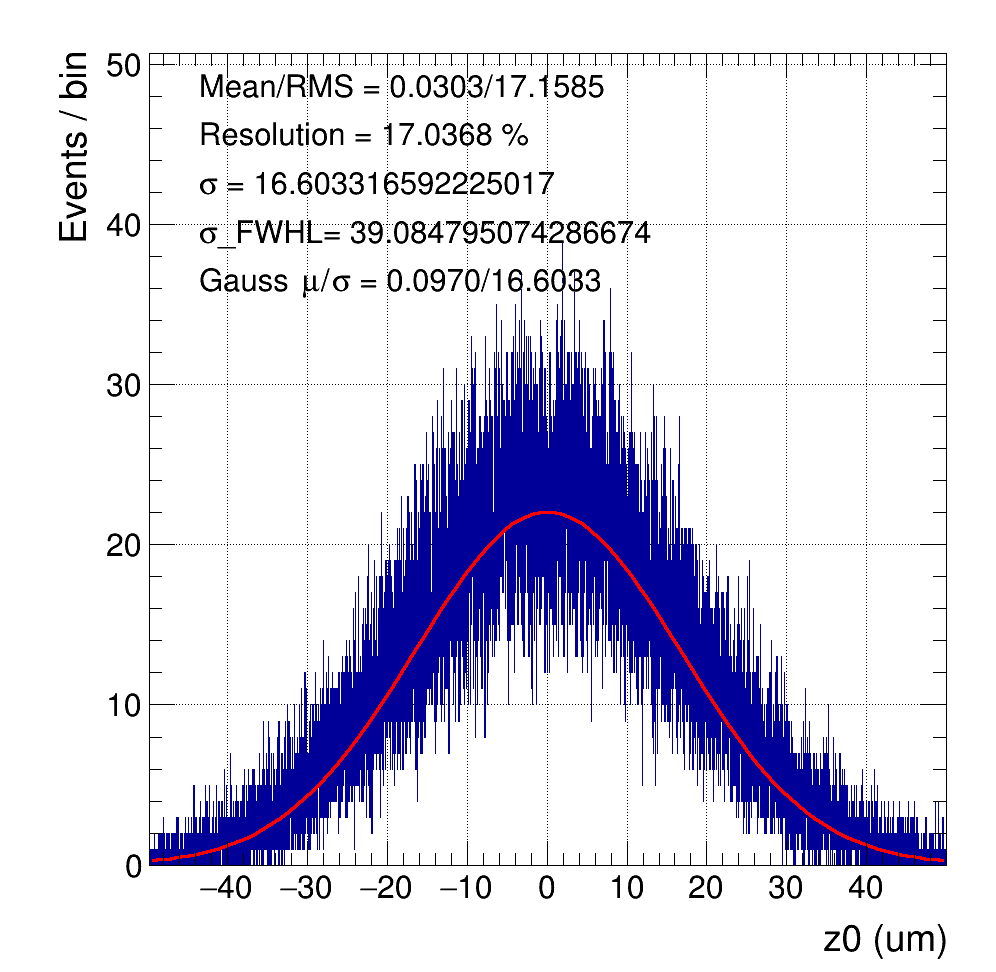 Events / bin
50
40
30
20
10
0
Mean/RMS = 0.0303/17.1585
Resolution = 17.0368 %
σ = 16.603316592225017
σ_FWHL= 39.084795074286674
Gauss μ/σ = 0.0970/16.6033
−40 −30 −20 −10 0 10 20 30 40
z0 (um)